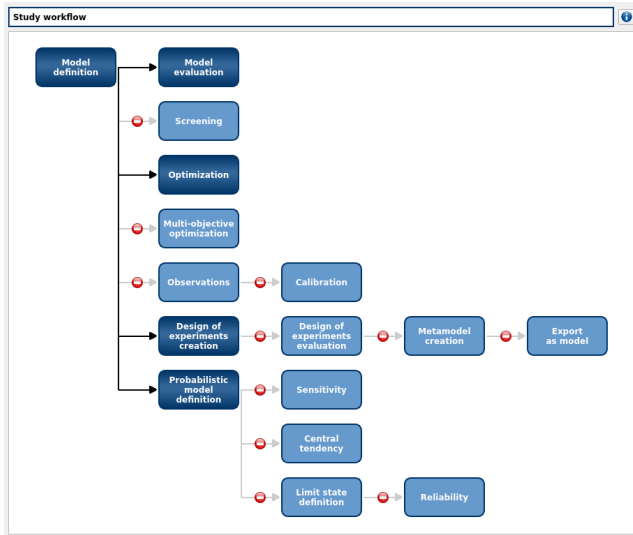 Study workflow
Model
definition
Model
evaluation
Screening
Optimization
Multi-objective
optimization
Observations
Calibration
Design of
experiments
creation
Design of
experiments
evaluation
Metamodel
creation
Export
as model
Probabilistic
model
definition
Sensitivity
Central
tendency
Limit state
definition
Reliability